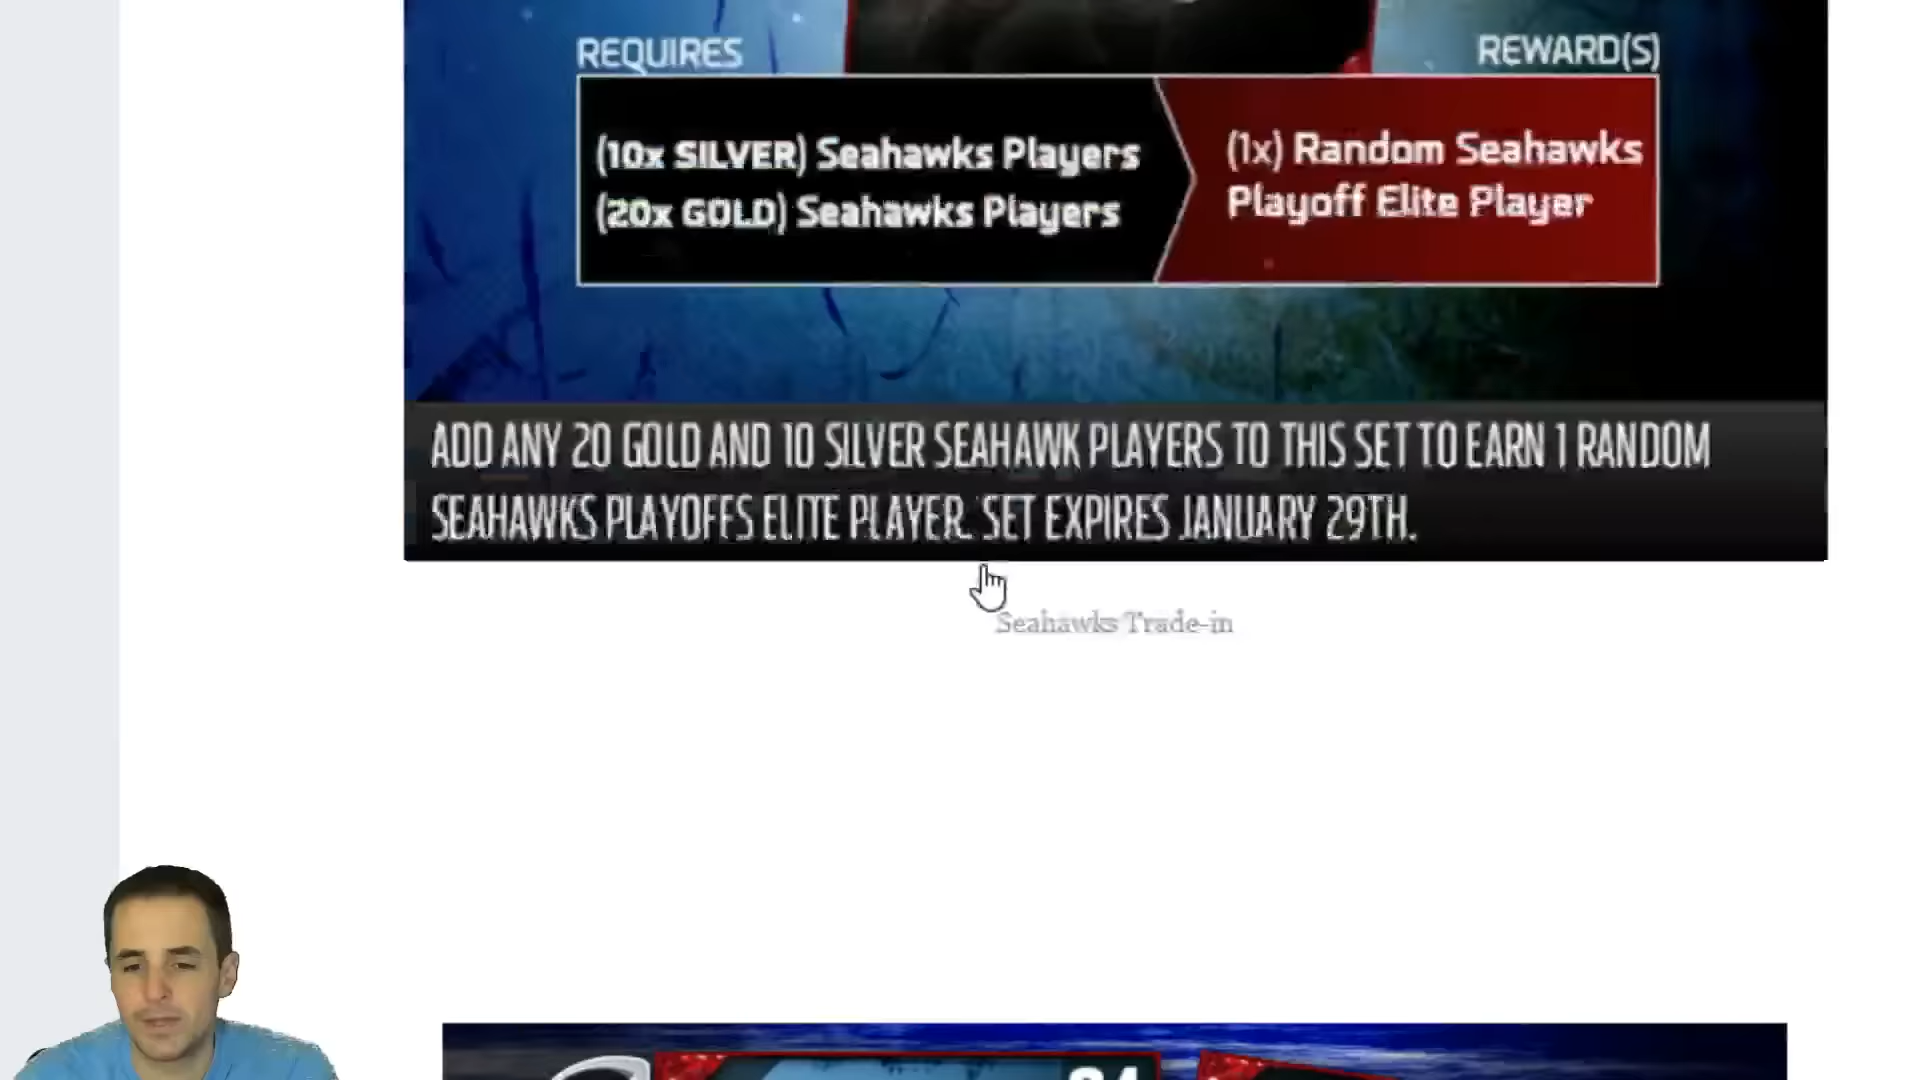 REQUIRES
REWARD(S)
(10x SILVER) Seahawks Players
(20x GOLD) Seahawks Players
(1x) Random Seahawks
Playoff Elite Player
ADD ANY 20 GOLD AND 10 SILVER SEAHAWK PLAYERS TO THIS SET TO EARN 1 RANDOM
SEAHAWKS PLAYOFFS ELITE PLAYER. SET EXPIRES JANUARY 29TH.
Seahawks Trade-in